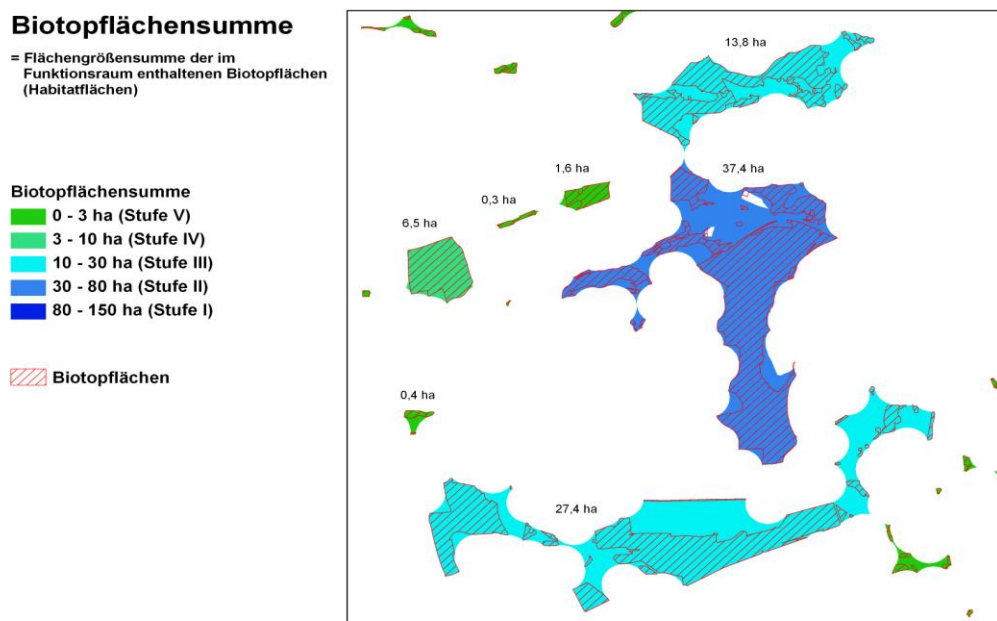 Biotopflächensumme
= Flächengrößensumme der im
Funktionsraum enthaltenen Biotopflächen
(Habitatflächen)
Biotopflächensumme
0 - 3 ha (Stufe V)
3 - 10 ha (Stufe IV)
10 - 30 ha (Stufe III)
30 - 80 ha (Stufe II)
80 - 150 ha (Stufe I)
Biotopflächen
13,8 ha
1,6 ha
37,4 ha
0,3 ha
6,5 ha
0,4 ha
27,4 ha